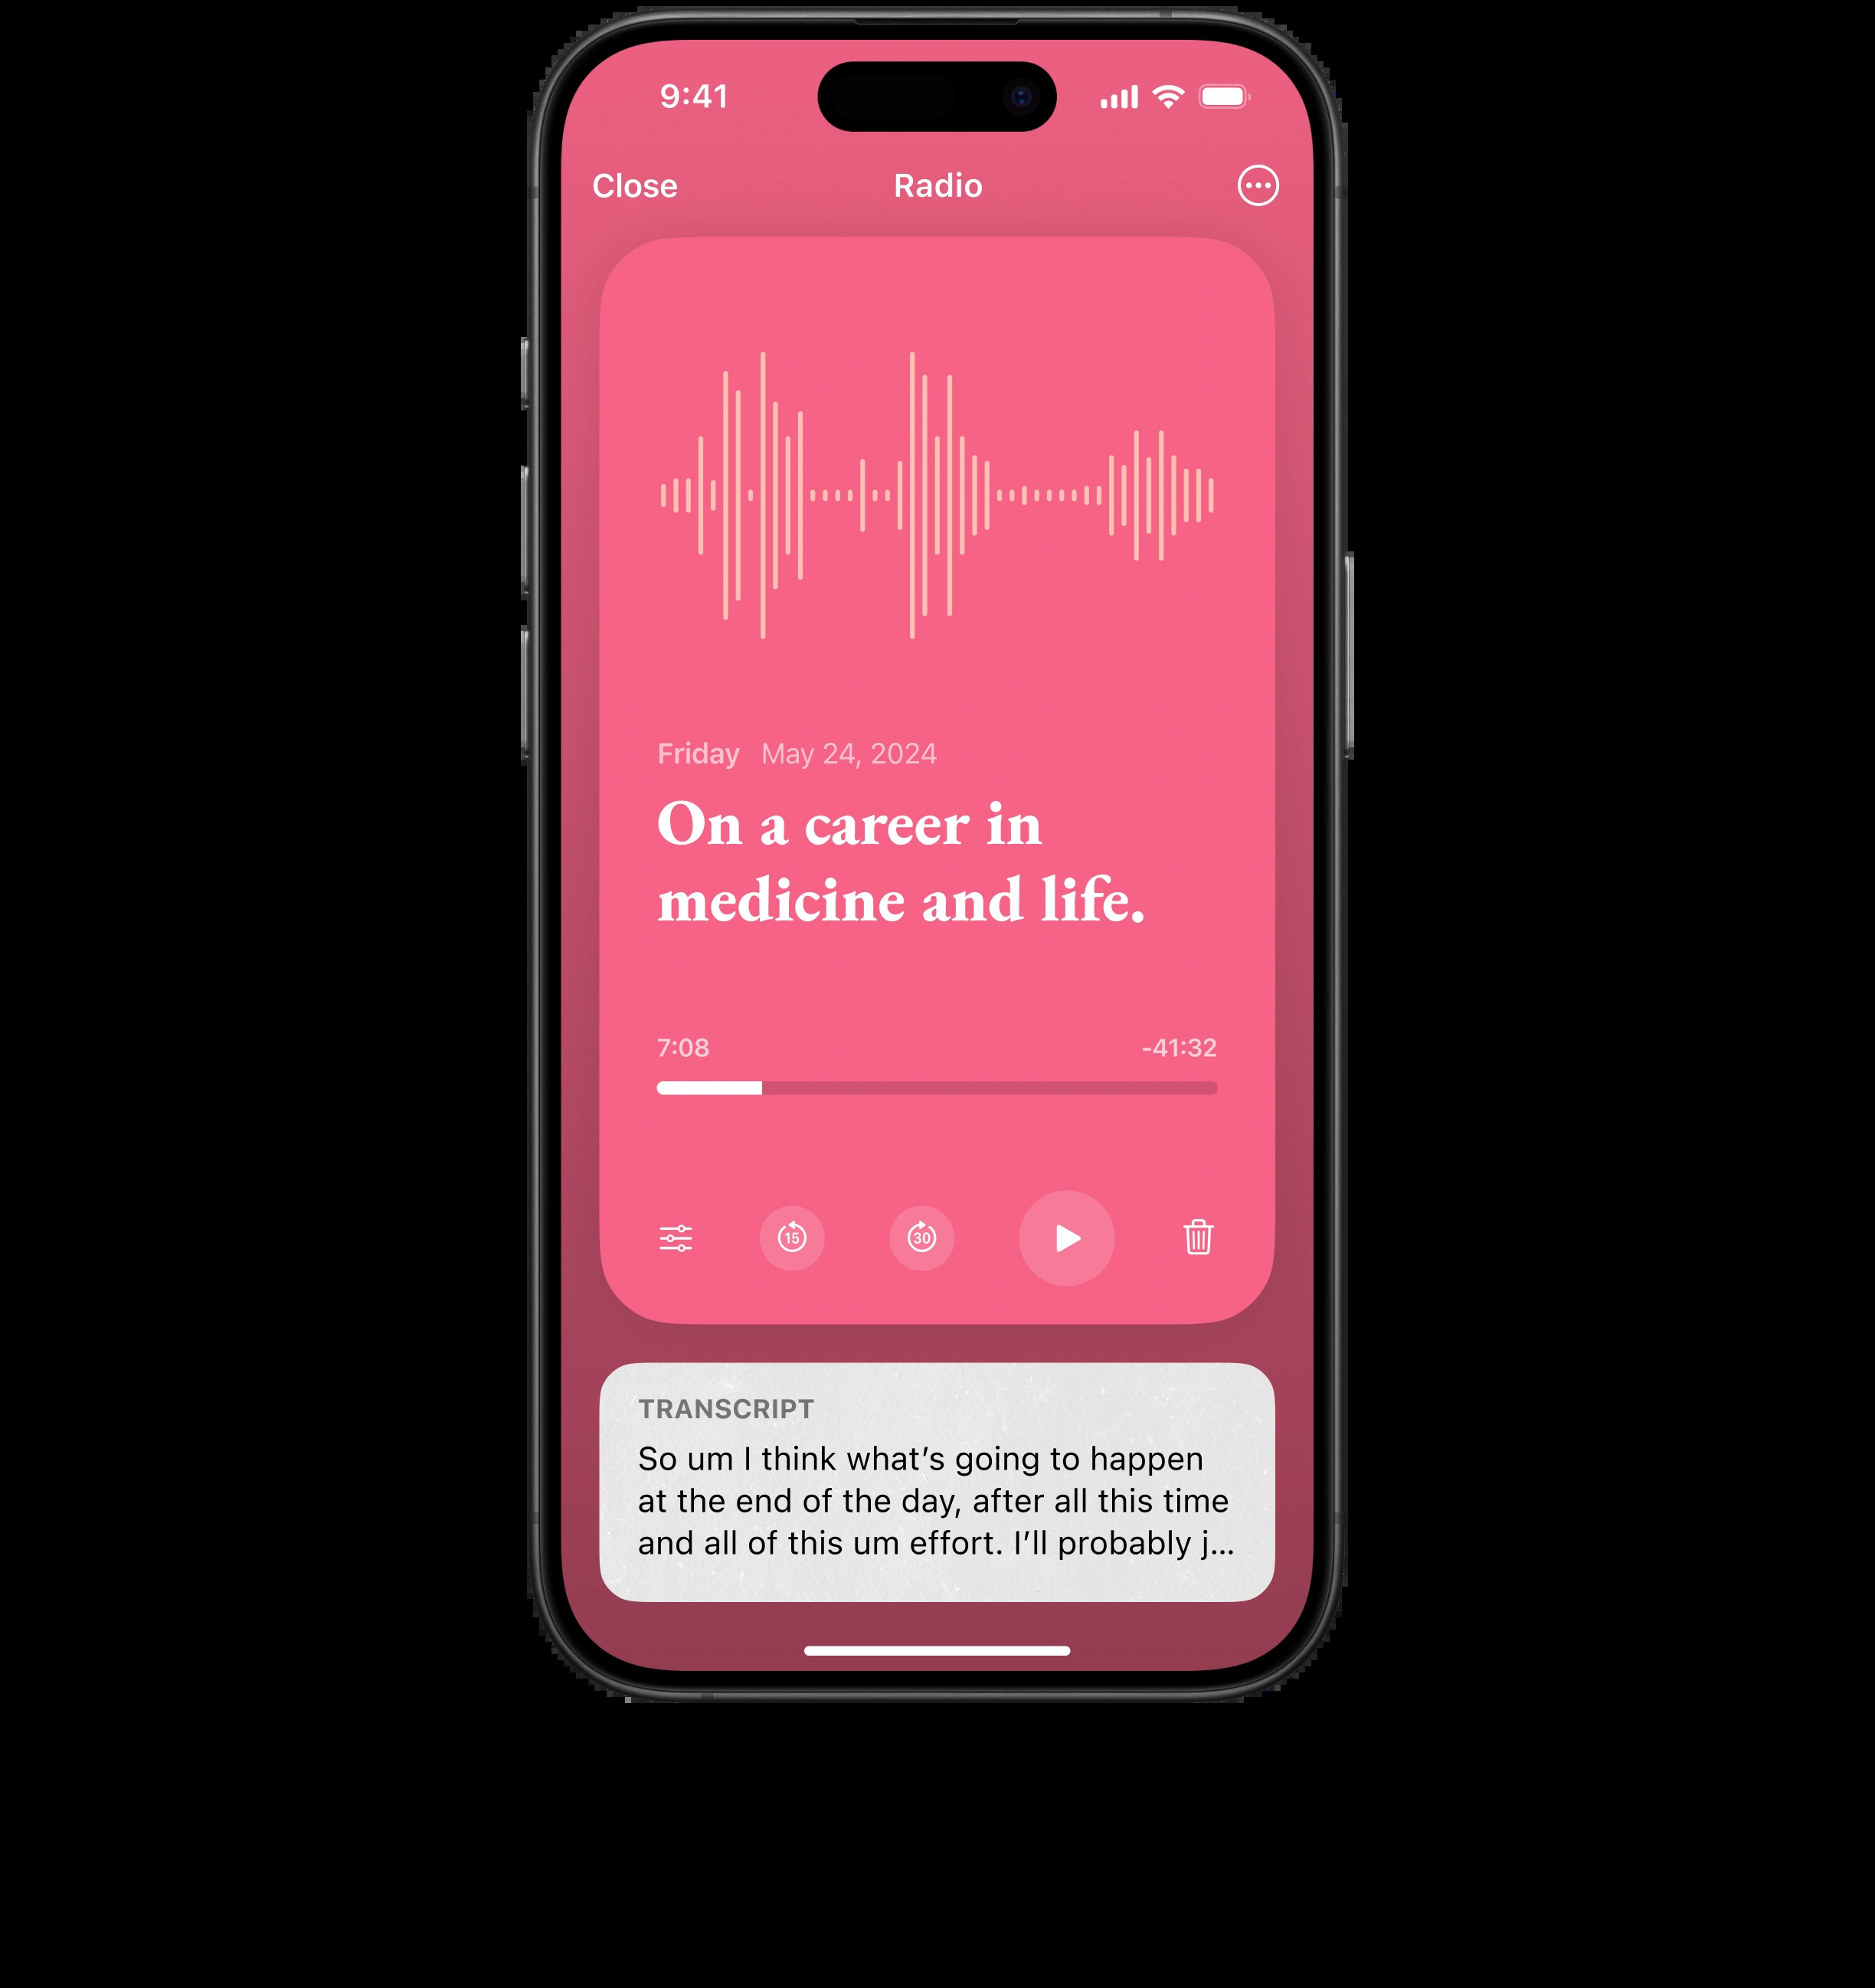 9:41
Close Radio
Friday May 24, 2024
On a career in
medicine and life.
7:08 -41:32
15 30
TRANSCRIPT
So um I think what’s going to happen
at the end of the day, after all this time
and all of this um effort. I’ll probably j...